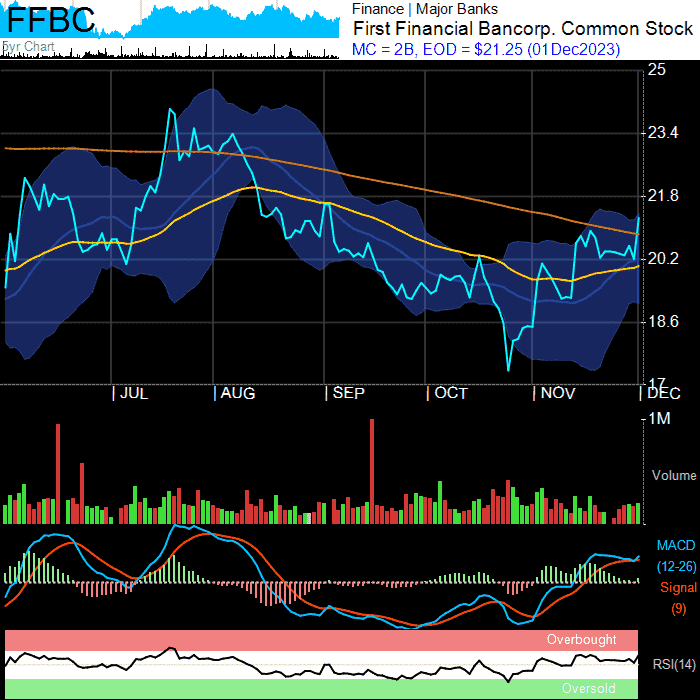 FFBC
5yr Chart
Finance | Major Banks
First Financial Bancorp. Common Stock
MC = 2B, EOD = $21.25 (01Dec2023)
25
23.4
21.8
20.2
18.6
17
| JUL
| AUG
| SEP
| OCT
| NOV
| DEC
1M
Volume
MACD
(12-26)
Signal
(9)
Overbought
RSI(14)
Oversold